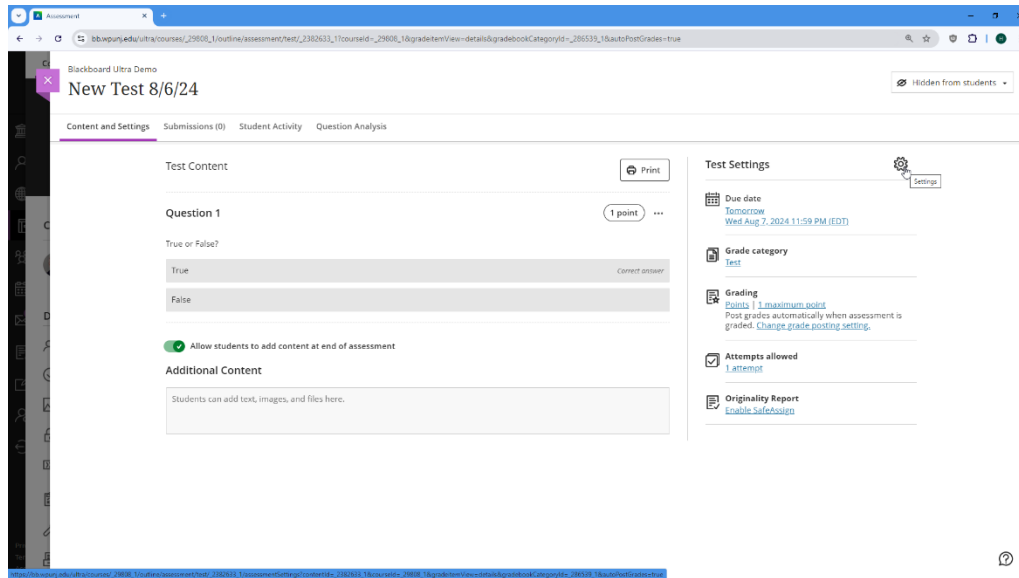 Assessment
bb.wpunj.edu/ultra/courses/_29808_1/outline/assessment/test/_2382633_1?courseId=_29808_1&gradeitemView=details&gradebookCategoryId=_286539_1&autoPostGrades=true
Blackboard Ultra Demo
New Test 8/6/24
Hidden from students
Content and Settings Submissions (0) Student Activity Question Analysis
Test Content
Print
Test Settings
Settings
Question 1
1 point
True or False?
True
Correct answer
False
Allow students to add content at end of assessment
Additional Content
Students can add text, images, and files here.
Due date
Tomorrow
Wed Aug 7, 2024 11:59 PM (EDT)
Grade category
Test
Grading
Points | 1 maximum point
Post grades automatically when assessment is
graded. Change grade posting setting.
Attempts allowed
1 attempt
Originality Report
Enable SafeAssign